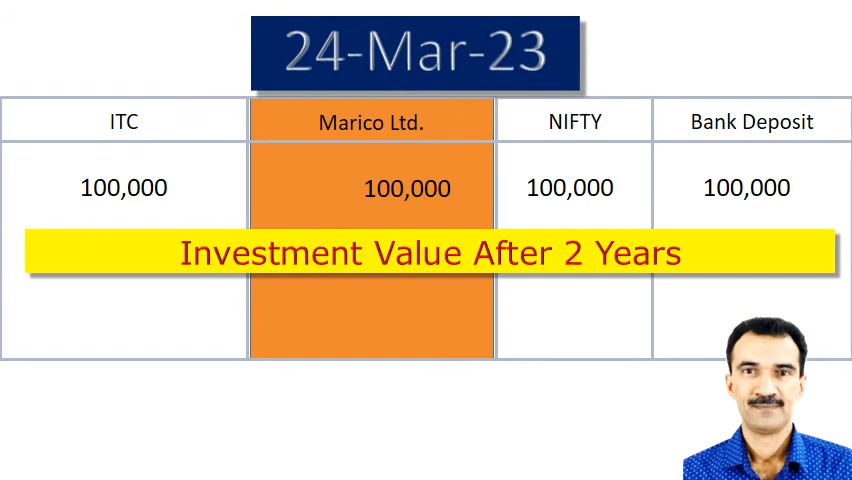 24-Mar-23
ITC Marico Ltd. NIFTY Bank Deposit
100,000 100,000 100,000 100,000
Investment Value After 2 Years